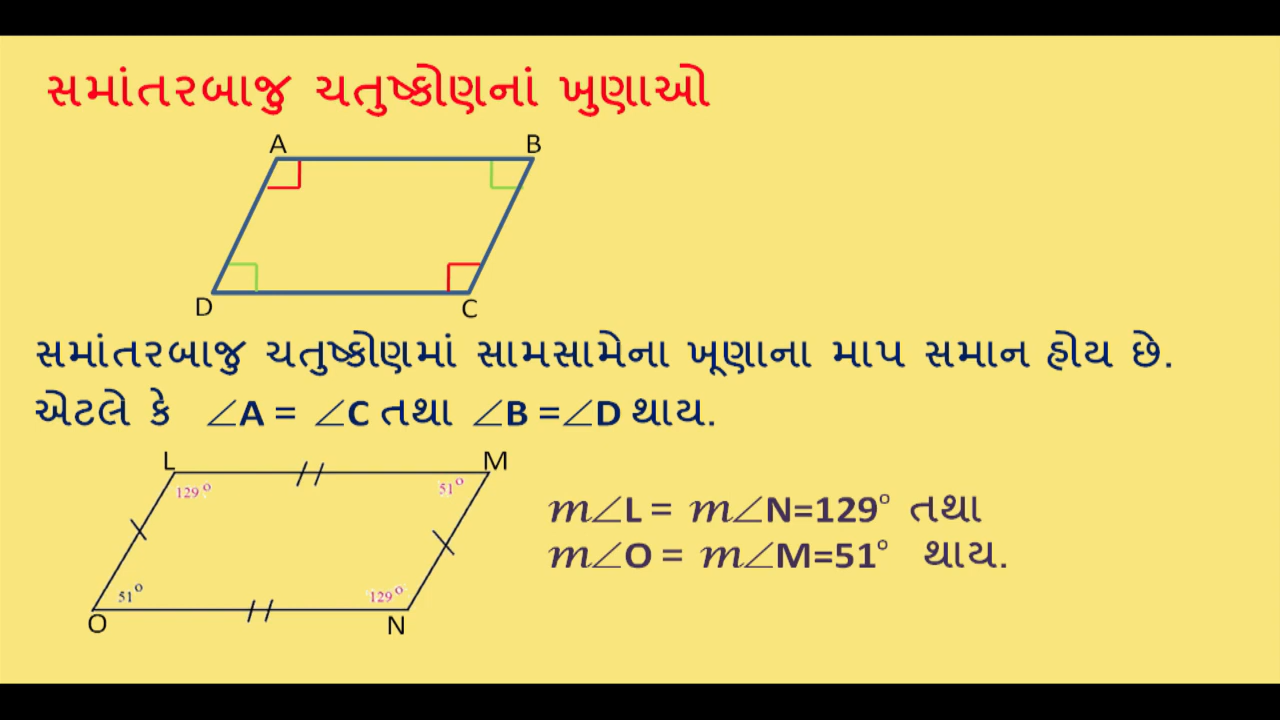 સમાંતરબાજુ ચતુષ્કોણનાં ખુણાઓ
A B
D C
સમાંતરબાજુ ચતુષ્કોણમાં સામસામેના ખૂણાના માપ સમાન હોય છે.
એટલે કે ∠A = ∠C તથા ∠B =∠D થાય.
L M
129° 51°
m∠L = m∠N=129° તથા
m∠O = m∠M=51° થાય.
51° 129°
O N